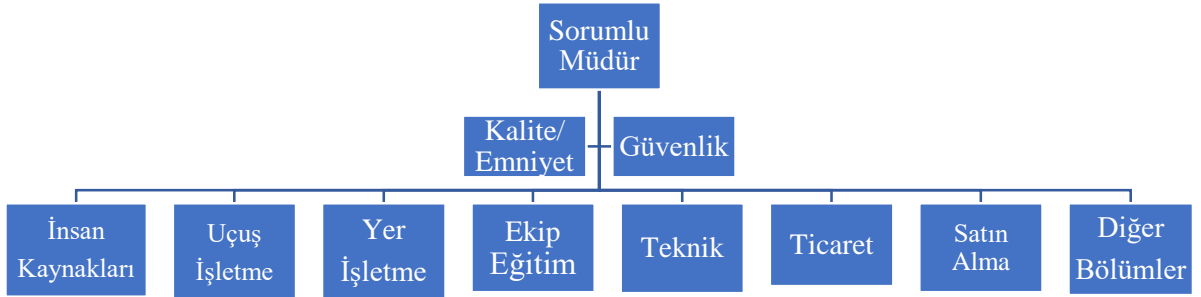 Sorumlu
Müdür
Kalite/
Emniyet
Güvenlik
İnsan
Kaynakları
Uçuş
İşletme
Yer
İşletme
Ekip
Eğitim
Teknik
Ticaret
Satın
Alma
Diğer
Bölümler